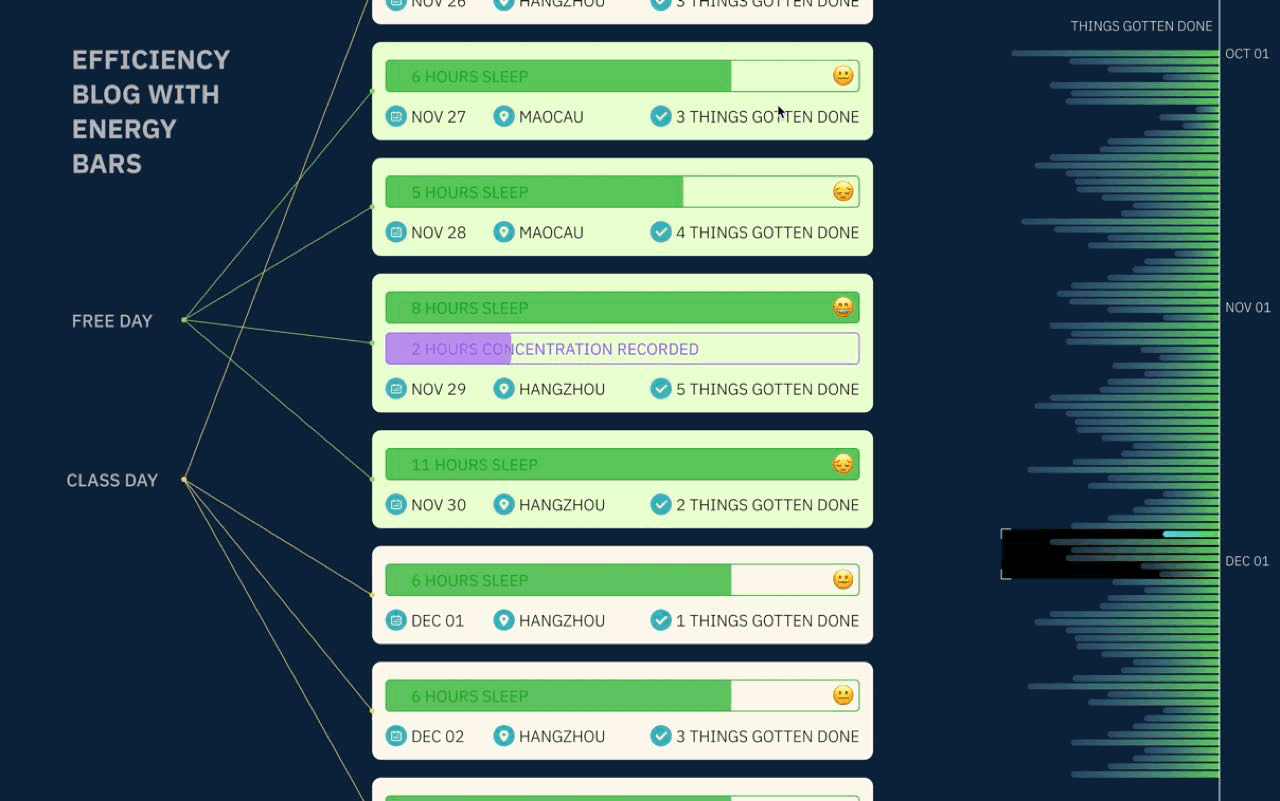 NOV 26 HANGZHOU 3 THINGS GOTTEN DONE
THINGS GOTTEN DONE
EFFICIENCY
BLOG WITH
ENERGY
BARS
6 HOURS SLEEP
NOV 27 MAOCAU 3 THINGS GOTTEN DONE
5 HOURS SLEEP
NOV 28 MAOCAU 4 THINGS GOTTEN DONE
FREE DAY
8 HOURS SLEEP
2 HOURS CONCENTRATION RECORDED
NOV 29 HANGZHOU 5 THINGS GOTTEN DONE
11 HOURS SLEEP
NOV 30 HANGZHOU 2 THINGS GOTTEN DONE
CLASS DAY
6 HOURS SLEEP
DEC 01 HANGZHOU 1 THINGS GOTTEN DONE
6 HOURS SLEEP
DEC 02 HANGZHOU 3 THINGS GOTTEN DONE
OCT 01
NOV 01
DEC 01